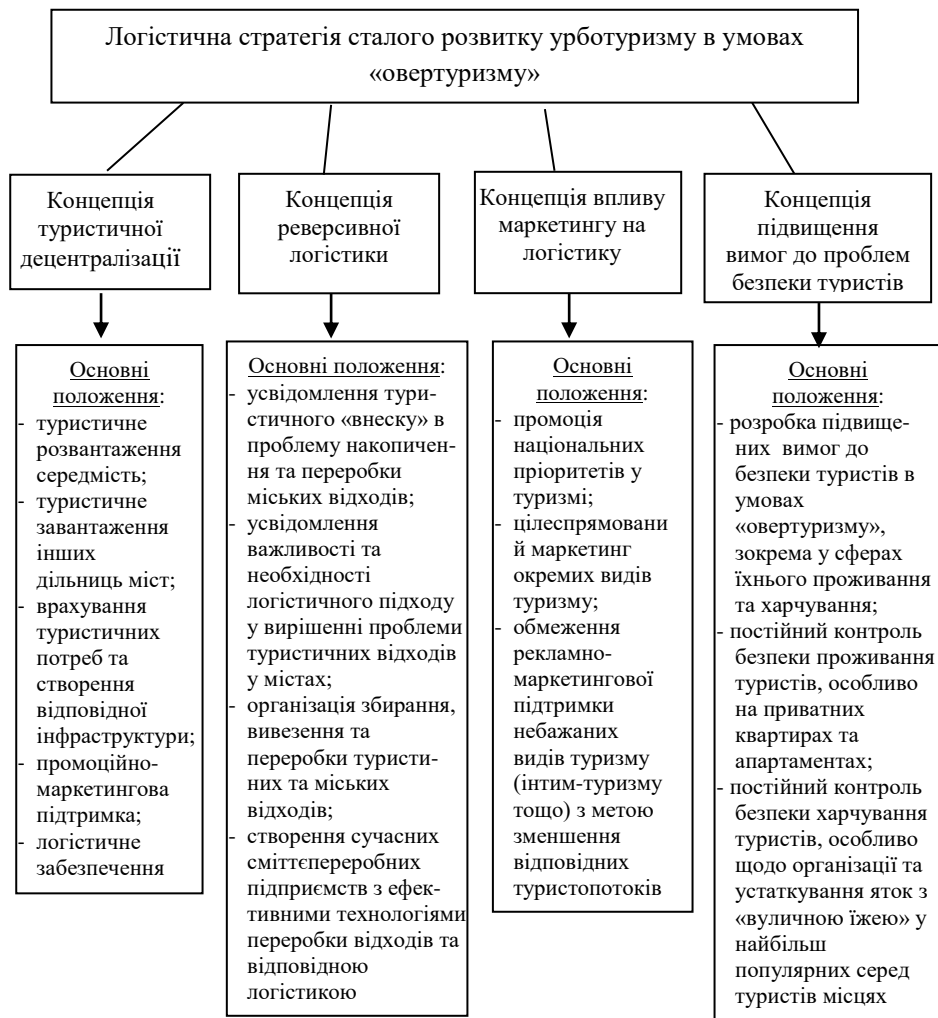 Логістична стратегія сталого розвитку урботуризму в умовах
«овертуризму»
Концепція
туристичної
децентралізації
Концепція
реверсивної
логістики
Концепція впливу
маркетингу на
логістику
Концепція
підвищення
вимог до проблем
безпеки туристів
Основні
положення:
- туристичне
розвантаження
середмість;
- туристичне
завантаження
інших
дільниць міст;
- врахування
туристичних
потреб та
створення
відповідної
інфраструктури;
- промоційно-
маркетингова
підтримка;
- логістичне
забезпечення
Основні положення:
- усвідомлення тури-
стичного «внеску» в
проблему накопичен-
ня та переробки
міських відходів;
- усвідомлення
важливості та
необхідності
логістичного підходу
у вирішенні проблеми
туристичних відходів
у містах;
- організація збирання,
вивезення та
переробки туристи-
них та міських
відходів;
- створення сучасних
сміттєпереробних
підприємств з ефек-
тивними технологіями
переробки відходів та
відповідною
логістикою
Основні
положення:
- промоція
національних
пріоритетів у
туризмі;
- цілеспрямовани
й маркетинг
окремих видів
туризму;
- обмеження
рекламно-
маркетингової
підтримки
небажаних
видів туризму
(інтим-туризму
тощо) з метою
зменшення
відповідних
туристопотоків
Основні
положення:
- розробка підвище-
них вимог до
безпеки туристів в
умовах
«овертуризму»,
зокрема у сферах
їхнього проживання
та харчування;
- постійний контроль
безпеки проживання
туристів, особливо
на приватних
квартирах та
апартаментах;
- постійний контроль
безпеки харчування
туристів, особливо
щодо організації та
устаткування яток з
«вуличною їжею» у
найбільш
популярних серед
туристів місцях